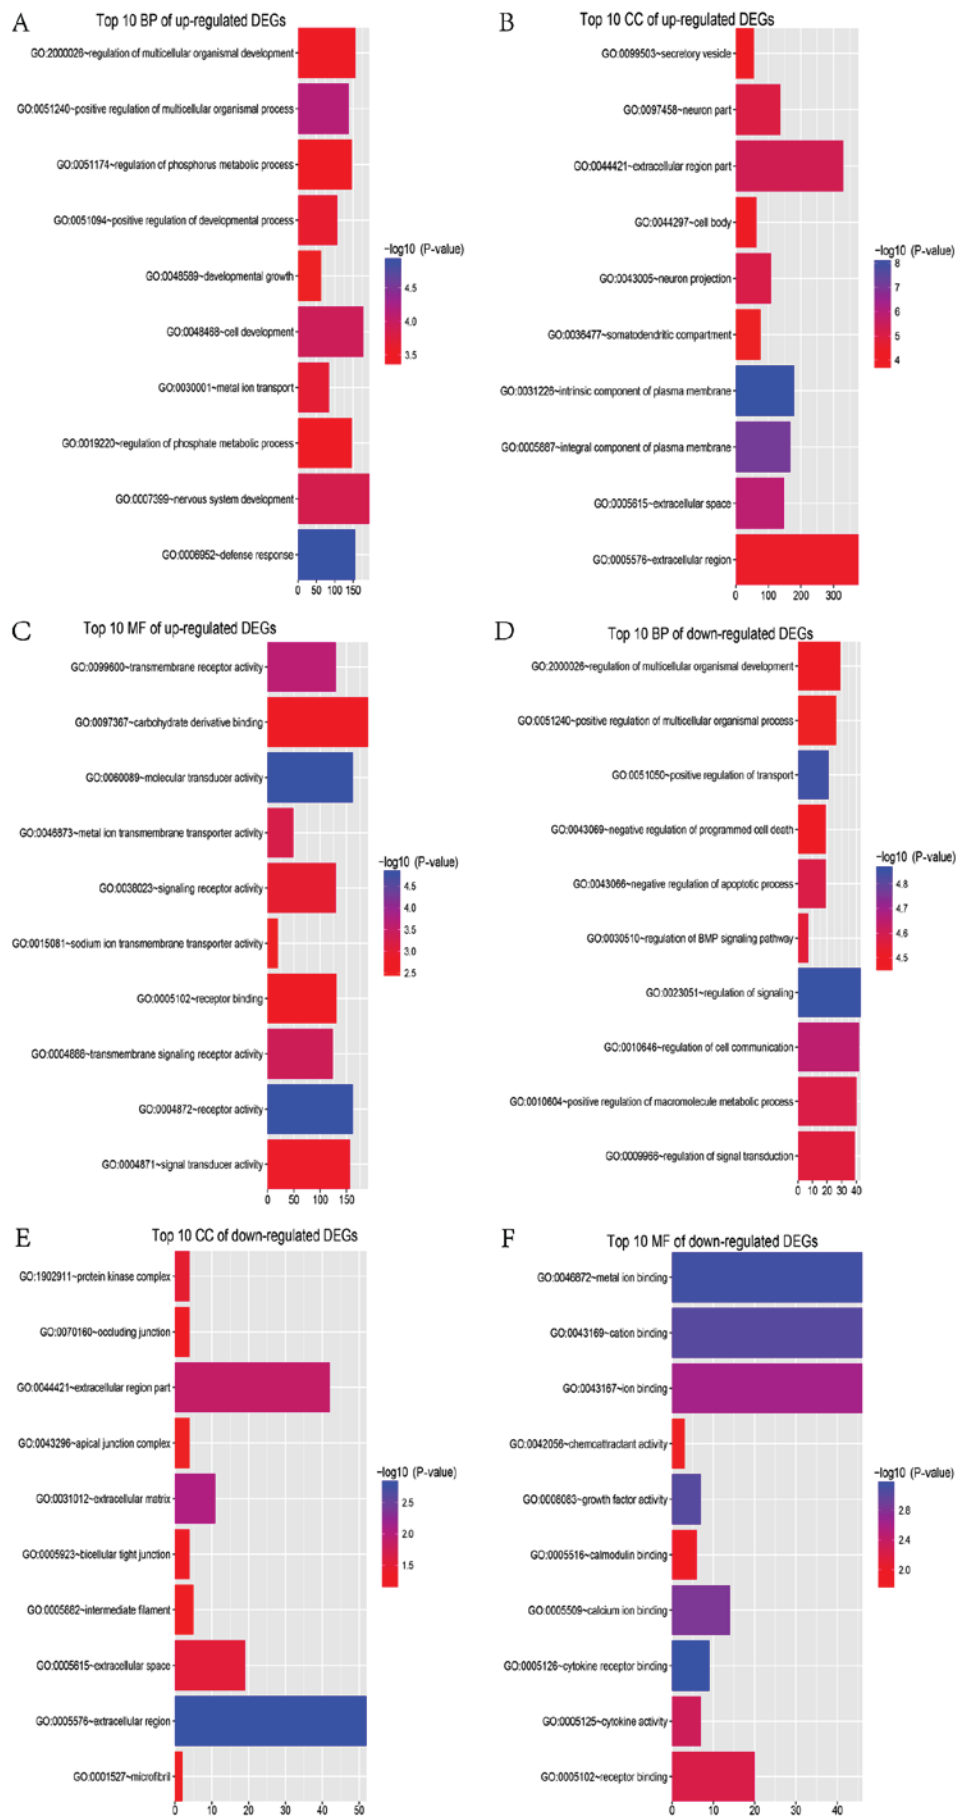 A
Top 10 BP of up-regulated DEGs
GO:2000026~regulation of multicellular organismal development
GO:0051240~positive regulation of multicellular organismal process
GO:0051174~regulation of phosphorus metabolic process
GO:0051094~positive regulation of developmental process
GO:0048589~developmental growth
GO:0048468~cell development
GO:0030001~metal ion transport
GO:0019220~regulation of phosphate metabolic process
GO:0007399~nervous system development
GO:0006952~defense response
0 50 100 150
−log10 (P-value)
4.5
4.0
3.5
B
Top 10 CC of up-regulated DEGs
GO:0099503~secretory vesicle
GO:0097458~neuron part
GO:0044421~extracellular region part
GO:0044297~cell body
GO:0043005~neuron projection
GO:0036477~somatodendritic compartment
GO:0031226~intrinsic component of plasma membrane
GO:0005887~integral component of plasma membrane
GO:0005615~extracellular space
GO:0005576~extracellular region
0 100 200 300
−log10 (P-value)
8
7
6
5
4
C
Top 10 MF of up-regulated DEGs
GO:0099600~transmembrane receptor activity
GO:0097367~carbohydrate derivative binding
GO:0060089~molecular transducer activity
GO:0046873~metal ion transmembrane transporter activity
GO:0038023~signaling receptor activity
GO:0015081~sodium ion transmembrane transporter activity
GO:0005102~receptor binding
GO:0004888~transmembrane signaling receptor activity
GO:0004872~receptor activity
GO:0004871~signal transducer activity
0 50 100 150
−log10 (P-value)
4.5
4.0
3.5
3.0
2.5
D
Top 10 BP of down-regulated DEGs
GO:2000026~regulation of multicellular organismal development
GO:0051240~positive regulation of multicellular organismal process
GO:0051050~positive regulation of transport
GO:0043069~negative regulation of programmed cell death
GO:0043066~negative regulation of apoptotic process
GO:0030510~regulation of BMP signaling pathway
GO:0023051~regulation of signaling
GO:0010646~regulation of cell communication
GO:0010604~positive regulation of macromolecule metabolic process
GO:0009966~regulation of signal transduction
0 10 20 30 40
−log10 (P-value)
4.8
4.7
4.6
4.5
E
Top 10 CC of down-regulated DEGs
GO:1902911~protein kinase complex
GO:0070160~occluding junction
GO:0044421~extracellular region part
GO:0043296~apical junction complex
GO:0031012~extracellular matrix
GO:0005923~bicellular tight junction
GO:0005882~intermediate filament
GO:0005615~extracellular space
GO:0005576~extracellular region
GO:0001527~microfibril
0 10 20 30 40 50
−log10 (P-value)
2.5
2.0
1.5
F
Top 10 MF of down-regulated DEGs
GO:0046872~metal ion binding
GO:0043169~cation binding
GO:0043167~ion binding
GO:0042056~chemoattractant activity
GO:0008083~growth factor activity
GO:0005516~calmodulin binding
GO:0005509~calcium ion binding
GO:0005126~cytokine receptor binding
GO:0005125~cytokine activity
GO:0005102~receptor binding
0 10 20 30 40
−log10 (P-value)
2.8
2.4
2.0